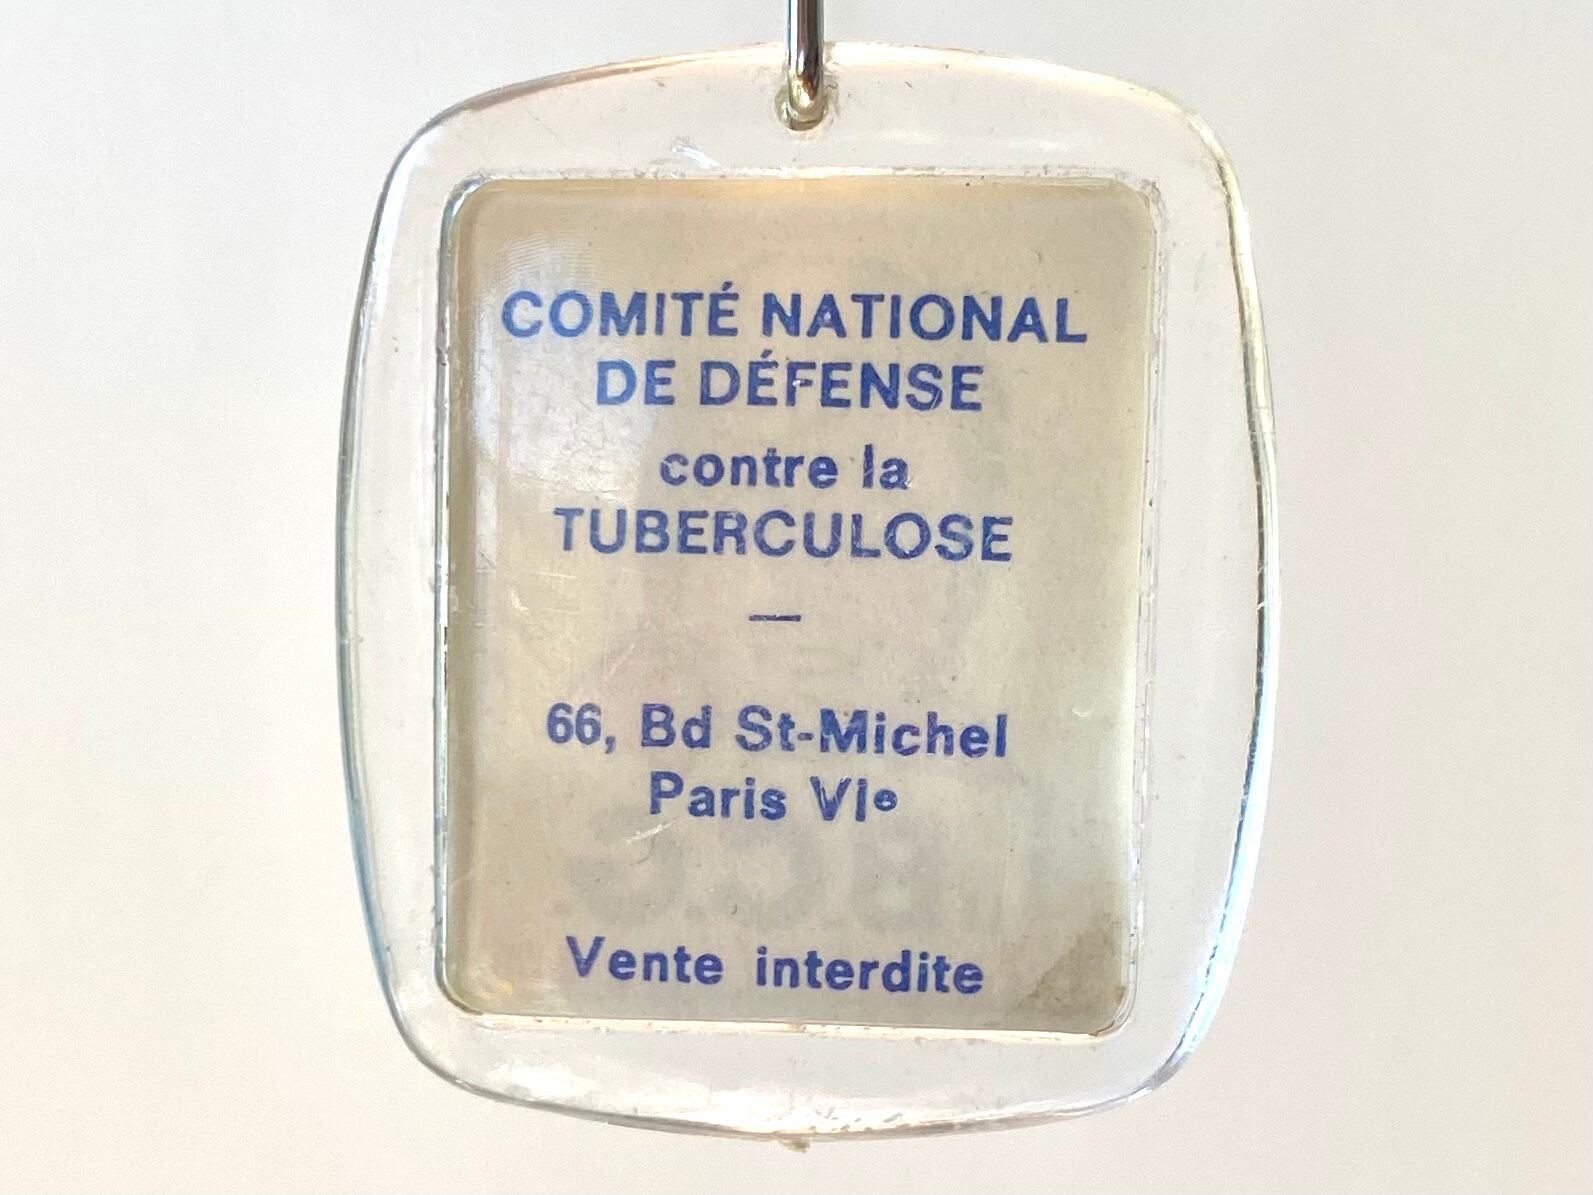 COMITÉ NATIONAL
DE DÉFENSE
contre la
TUBERCULOSE
—
66, Bd St-Michel
Paris VIe
Vente interdite